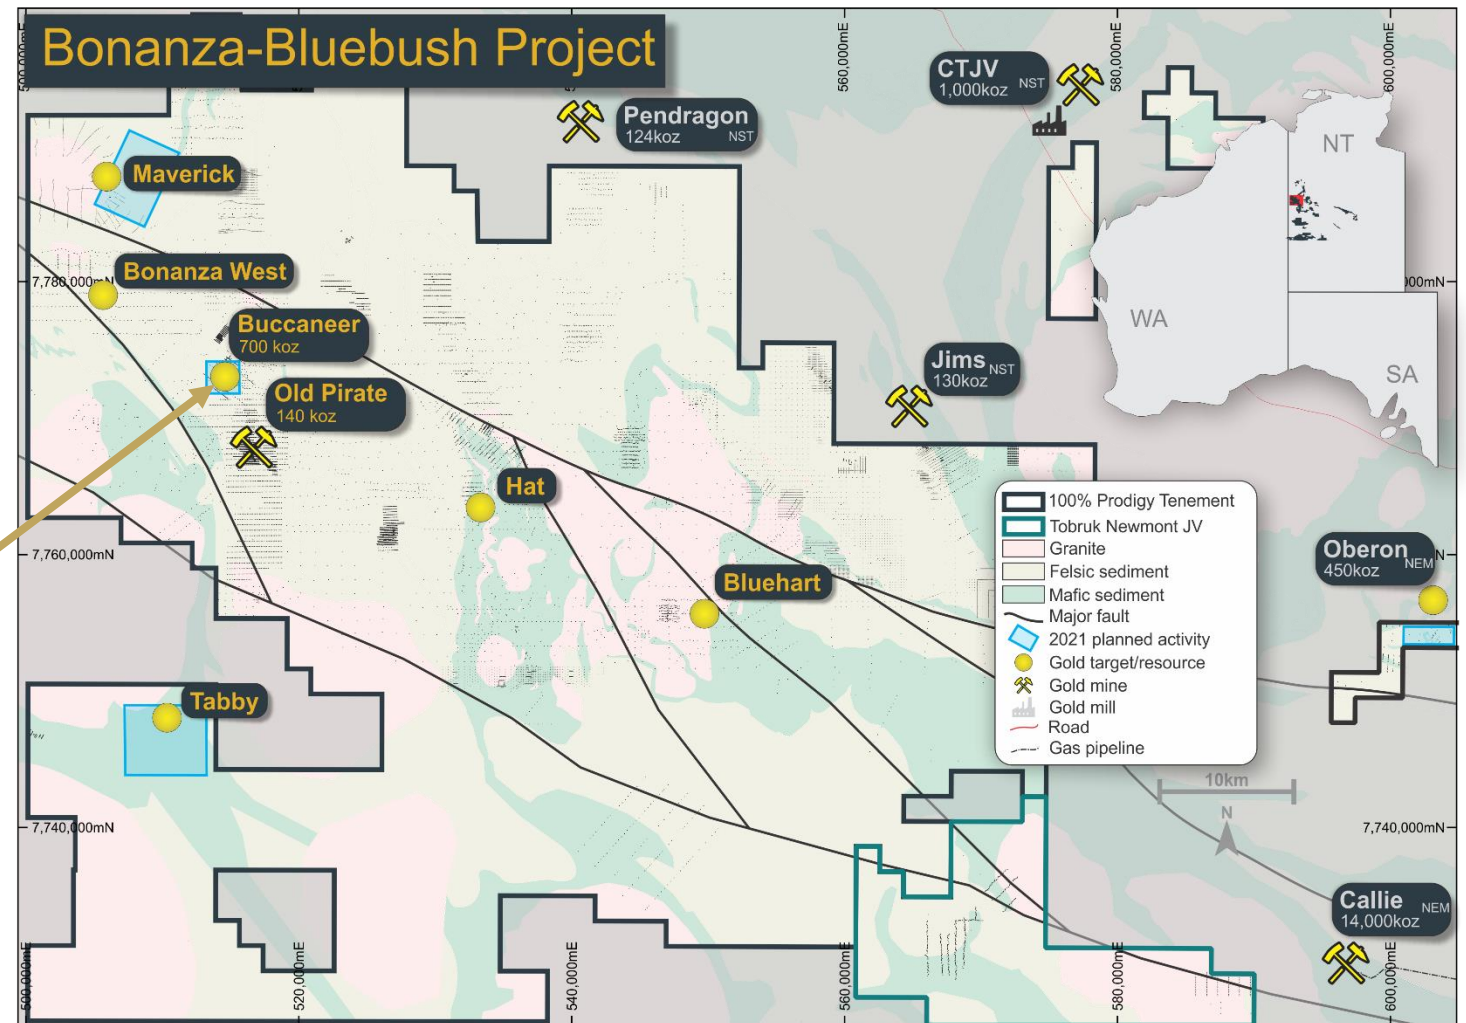 Bonanza-Bluebush Project
560,000mE
580,000mE
600,000mE
CTJV NST
1,000koz
Pendragon
124koz NST
NT
Maverick
Bonanza West
7,780,000mN
WA
Buccaneer
700 koz
Old Pirate
140 koz
Jims NST
130koz
SA
Hat
100% Prodigy Tenement
Tobruk Newmont JV
Granite
Felsic sediment
Mafic sediment
Major fault
2021 planned activity
Gold target/resource
Gold mine
Gold mill
Road
Gas pipeline
7,760,000mN
Oberon NEM
450koz
Bluehart
Tabby
10km
N
7,740,000mN
7,740,000mN
Callie NEM
14,000koz
500,000mE
520,000mE
540,000mE
560,000mE
580,000mE
600,000mE